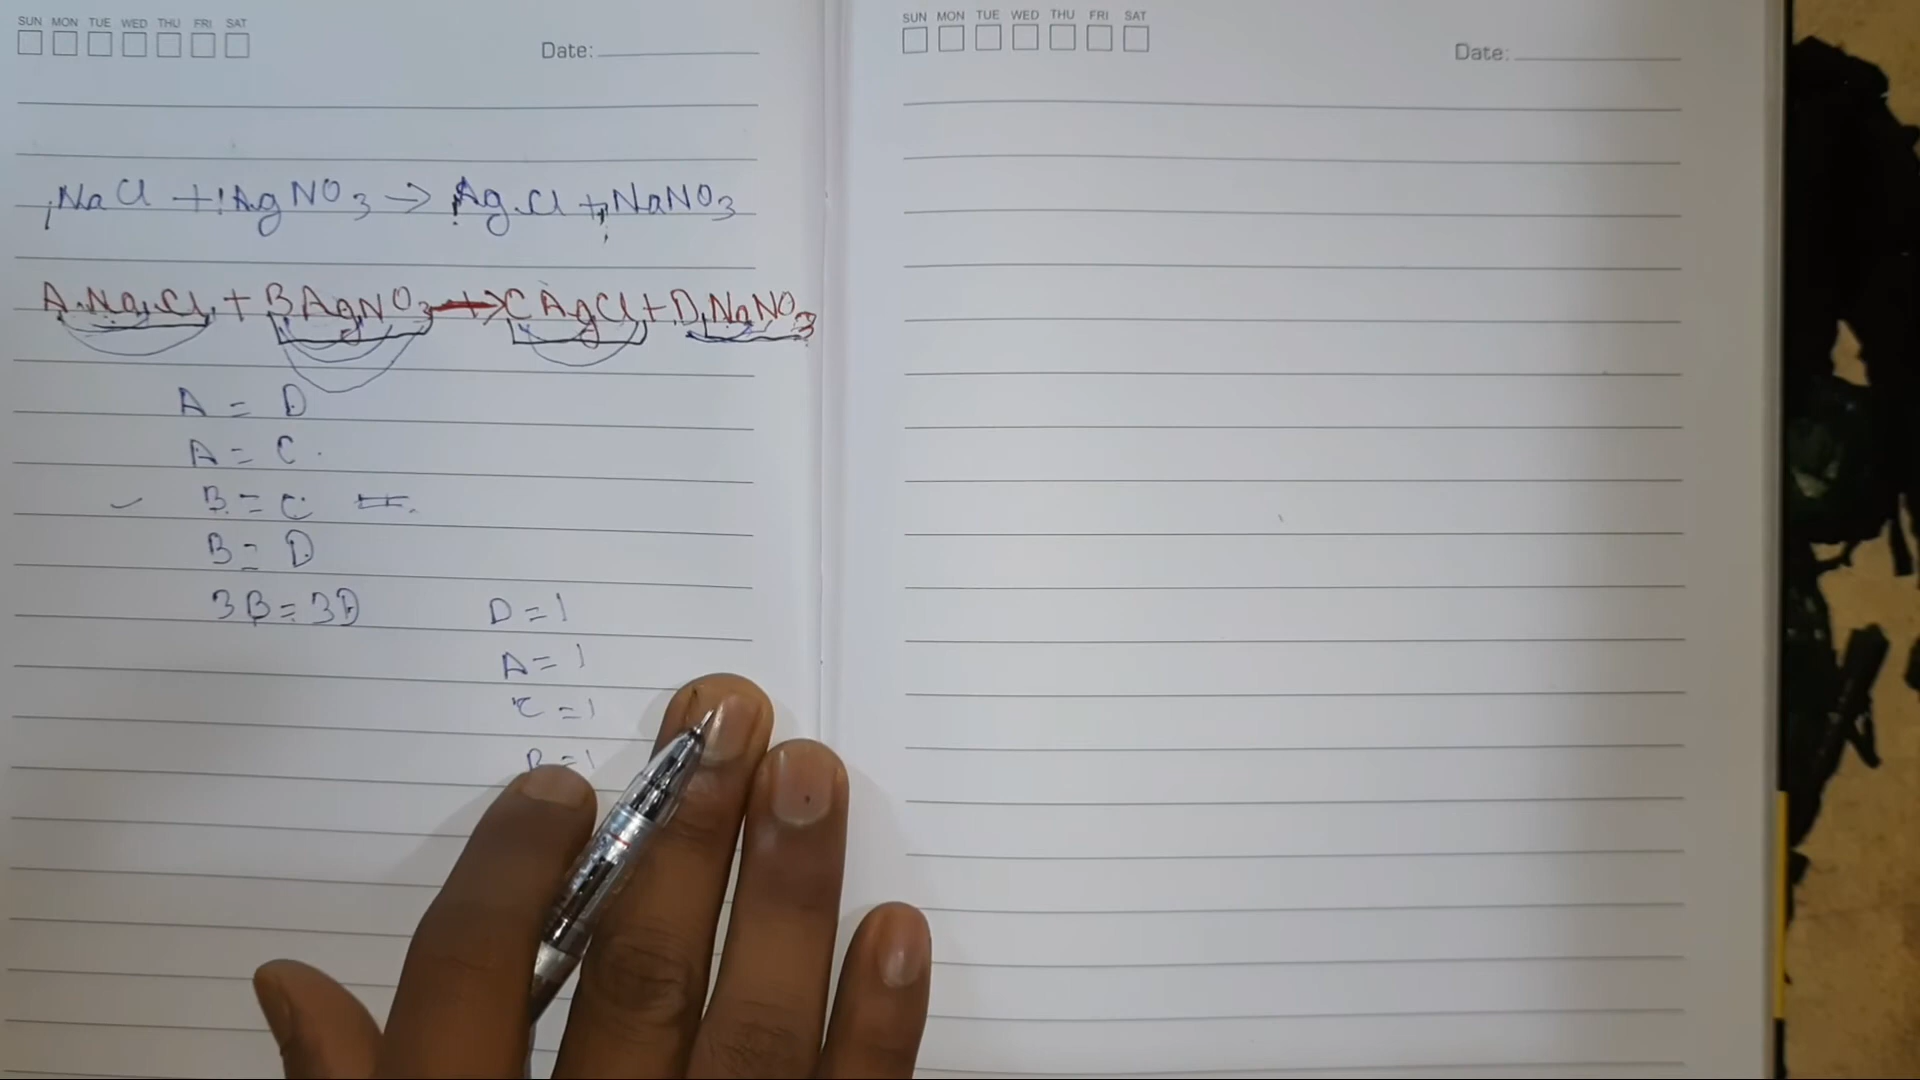 SUN MON TUE WED THU FRI SAT
Date:
1NaCl + 1AgNO3 → 1AgCl + 1NaNO3
A NaCl + B AgNO3 → C AgCl + D NaNO3
A = D
A = C
B = C
B = D
3B = 3D
D = 1
A = 1
C = 1
B = 1
SUN MON TUE WED THU FRI SAT
Date: